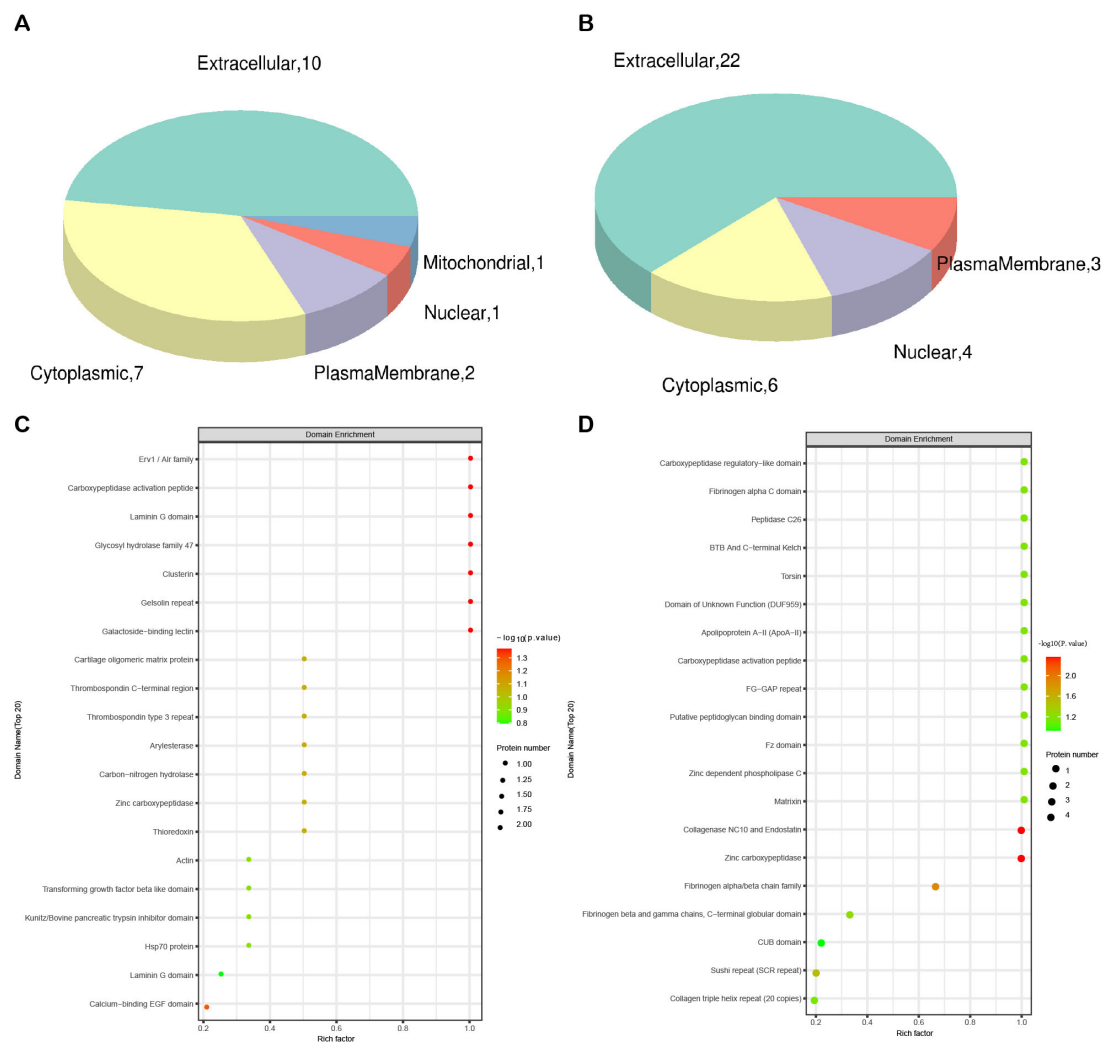 A
B
Extracellular,10
Extracellular,22
Mitochondrial,1
Nuclear,1
Cytoplasmic,7
PlasmaMembrane,2
PlasmaMembrane,3
Nuclear,4
Cytoplasmic,6
C
Domain Enrichment
Domain Name(Top 20)
Erv1 / Alr family
Carboxypeptidase activation peptide
Laminin G domain
Glycosyl hydrolase family 47
Clusterin
Gelsolin repeat
Galactoside−binding lectin
Cartilage oligomeric matrix protein
Thrombospondin C−terminal region
Thrombospondin type 3 repeat
Arylesterase
Carbon−nitrogen hydrolase
Zinc carboxypeptidase
Thioredoxin
Actin
Transforming growth factor beta like domain
Kunitz/Bovine pancreatic trypsin inhibitor domain
Hsp70 protein
Laminin G domain
Calcium−binding EGF domain
0.2 0.4 0.6 0.8 1.0
Rich factor
−log10(p.value)
1.3
1.2
1.1
1.0
0.9
0.8
Protein number
1.00
1.25
1.50
1.75
2.00
D
Domain Enrichment
Domain Name(Top 20)
Carboxypeptidase regulatory−like domain
Fibrinogen alpha C domain
Peptidase C26
BTB And C−terminal Kelch
Torsin
Domain of Unknown Function (DUF959)
Apolipoprotein A−II (ApoA−II)
Carboxypeptidase activation peptide
FG−GAP repeat
Putative peptidoglycan binding domain
Fz domain
Zinc dependent phospholipase C
Matrixin
Collagenase NC10 and Endostatin
Zinc carboxypeptidase
Fibrinogen alpha/beta chain family
Fibrinogen beta and gamma chains, C−terminal globular domain
CUB domain
Sushi repeat (SCR repeat)
Collagen triple helix repeat (20 copies)
0.2 0.4 0.6 0.8 1.0
Rich factor
−log10(P. value)
2.0
1.6
1.2
Protein number
1
2
3
4